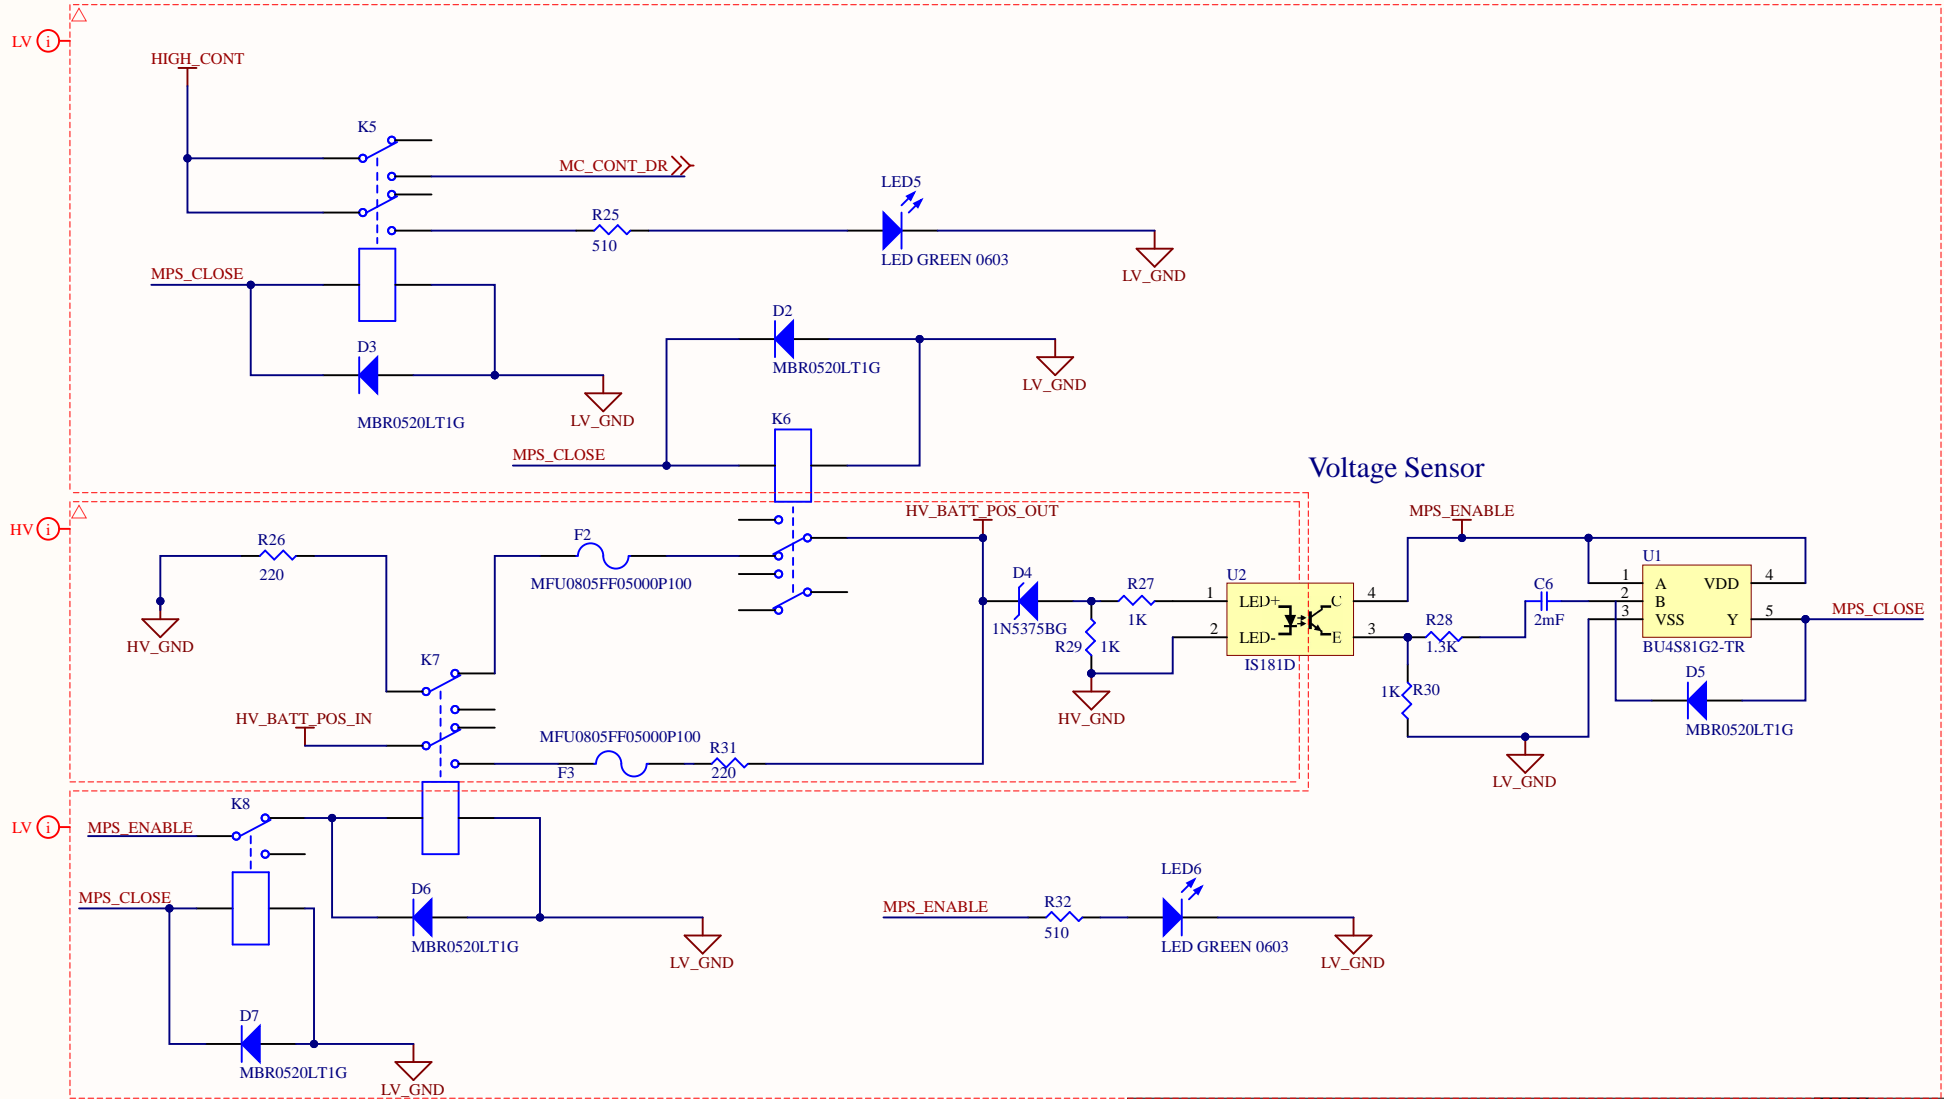 LV i
HIGH_CONT
K5
MC_CONT_DR
LED5
R25
510
LED GREEN 0603
LV_GND
MPS_CLOSE
D2
D3
MBR0520LT1G
LV_GND
LV_GND
MBR0520LT1G
K6
MPS_CLOSE
Voltage Sensor
HV i
HV_BATT_POS_OUT
MPS_ENABLE
R26
220
F2
MFU0805FF05000P100
HV_GND
D4
1N5375BG
R27
1K
R29 1K
HV_GND
U2
1 LED+ C 4
2 LED- E 3
IS181D
R28
1.3K
1K R30
C6
2mF
U1
1 A VDD 4
2 B
3 VSS Y 5
BU4S81G2-TR
MPS_CLOSE
D5
MBR0520LT1G
LV_GND
K7
HV_BATT_POS_IN
MFU0805FF05000P100
F3
R31
220
LV i
K8
MPS_ENABLE
MPS_CLOSE
D6
MBR0520LT1G
LV_GND
MPS_ENABLE
R32
510
LED6
LED GREEN 0603
LV_GND
D7
MBR0520LT1G
LV_GND